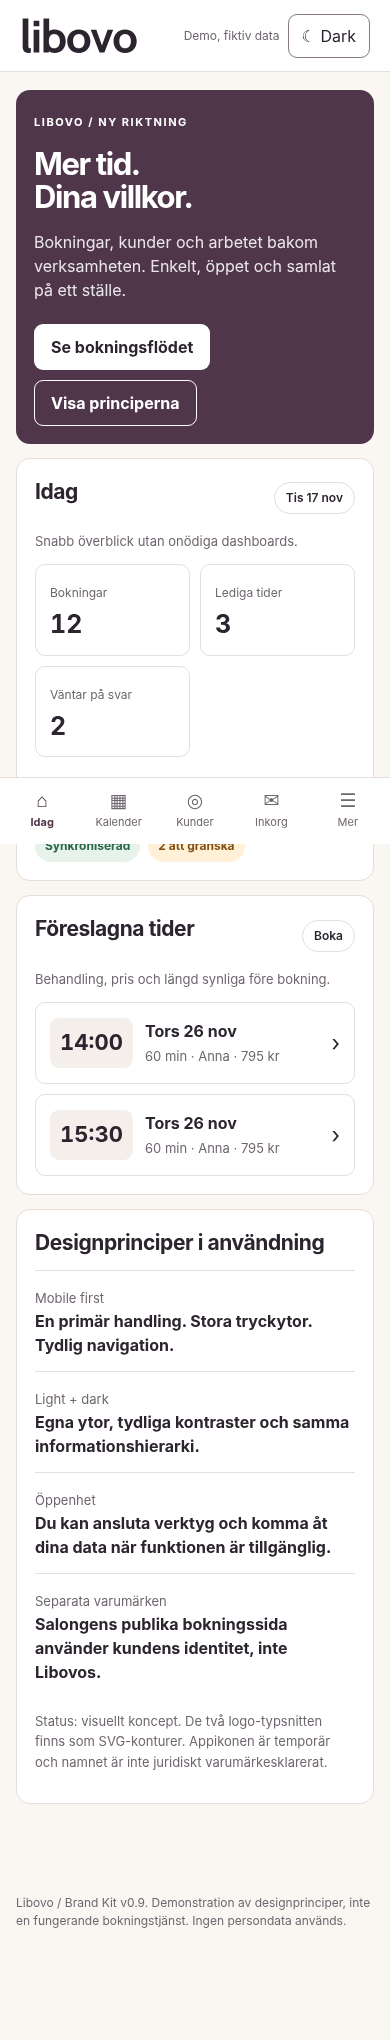 libovo
Demo, fiktiv data
☾ Dark
LIBOVO / NY RIKTNING
Mer tid.
Dina villkor.
Bokningar, kunder och arbetet bakom
verksamheten. Enkelt, öppet och samlat
på ett ställe.
Se bokningsflödet
Visa principerna
Idag
Tis 17 nov
Snabb överblick utan onödiga dashboards.
Bokningar
12
Lediga tider
3
Väntar på svar
2
Idag
Kalender
Kunder
Inkorg
Mer
Synkroniserad
2 att granska
Föreslagna tider
Boka
Behandling, pris och längd synliga före bokning.
14:00
Tors 26 nov
60 min · Anna · 795 kr
15:30
Tors 26 nov
60 min · Anna · 795 kr
Designprinciper i användning
Mobile first
En primär handling. Stora tryckytor.
Tydlig navigation.
Light + dark
Egna ytor, tydliga kontraster och samma
informationshierarki.
Öppenhet
Du kan ansluta verktyg och komma åt
dina data när funktionen är tillgänglig.
Separata varumärken
Salongens publika bokningssida
använder kundens identitet, inte
Libovos.
Status: visuellt koncept. De två logo-typsnitten
finns som SVG-konturer. Appikonen är temporär
och namnet är inte juridiskt varumärkesklarerat.
Libovo / Brand Kit v0.9. Demonstration av designprinciper, inte
en fungerande bokningstjänst. Ingen persondata används.